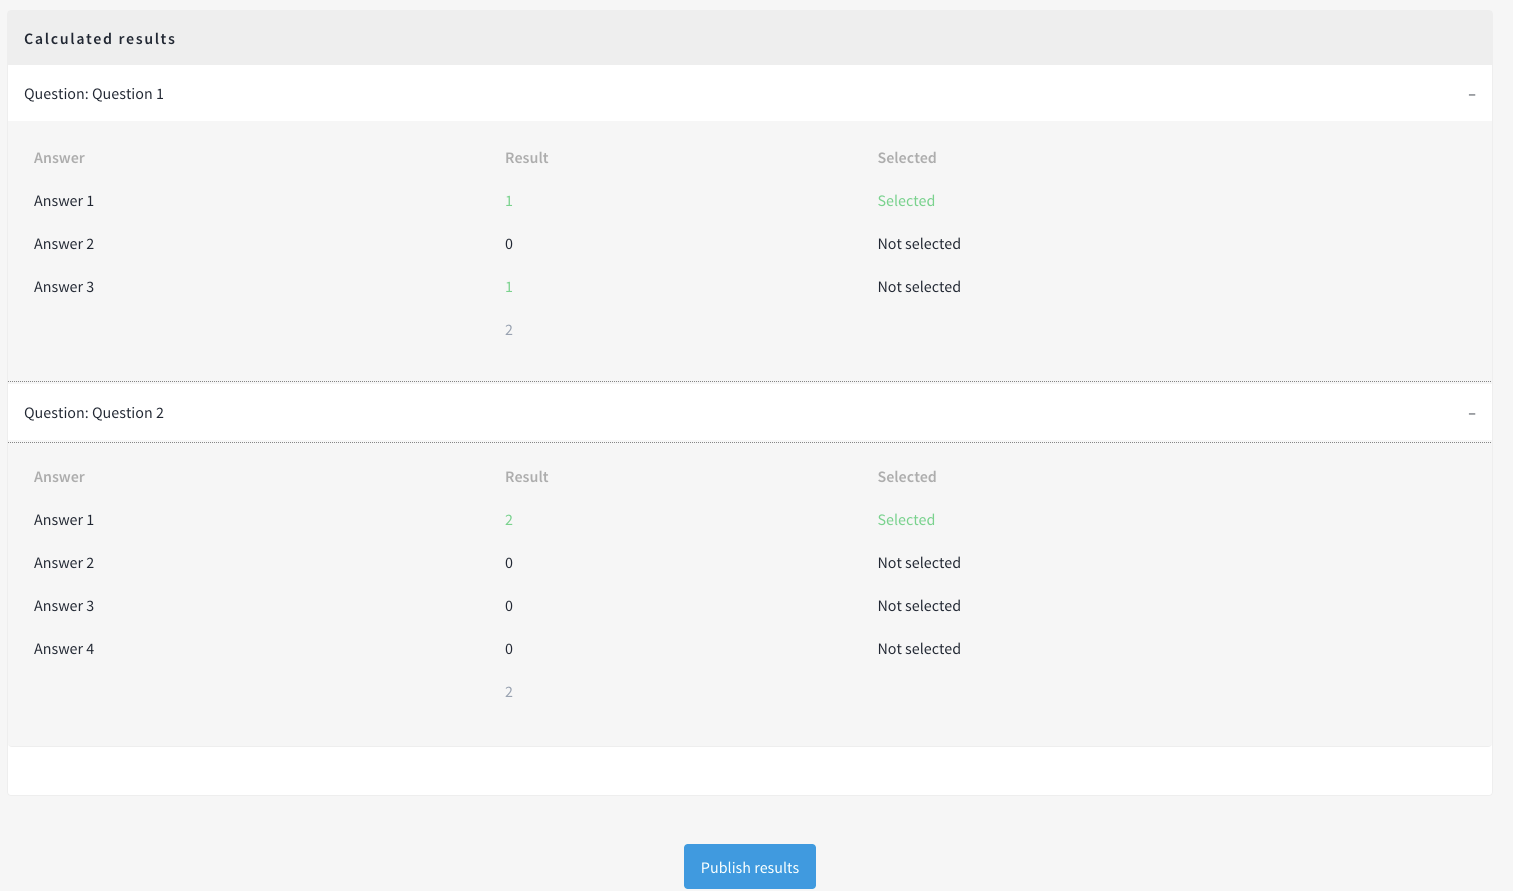 Calculated results
Question: Question 1 –
Answer Result Selected
Answer 1 1 Selected
Answer 2 0 Not selected
Answer 3 1 Not selected
2
Question: Question 2 –
Answer Result Selected
Answer 1 2 Selected
Answer 2 0 Not selected
Answer 3 0 Not selected
Answer 4 0 Not selected
2
Publish results